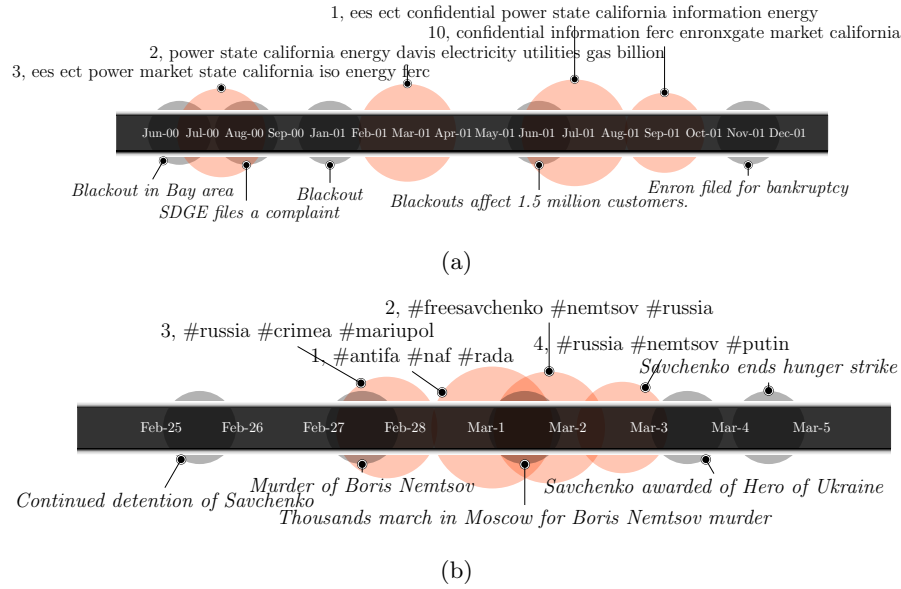 1, ees ect confidential power state california information energy
10, confidential information ferc enronxgate market california
2, power state california energy davis electricity utilities gas billion
3, ees ect power market state california iso energy ferc
Jun-00 Jul-00 Aug-00 Sep-00 Jan-01 Feb-01 Mar-01 Apr-01 May-01 Jun-01 Jul-01 Aug-01 Sep-01 Oct-01 Nov-01 Dec-01
Blackout in Bay area
SDGE files a complaint
Blackout
Blackouts affect 1.5 million customers.
Enron filed for bankruptcy
(a)
2, #freesavchenko #nemtsov #russia
3, #russia #crimea #mariupol
1, #antifa #naf #rada
4, #russia #nemtsov #putin
Savchenko ends hunger strike
Feb-25 Feb-26 Feb-27 Feb-28 Mar-1 Mar-2 Mar-3 Mar-4 Mar-5
Continued detention of Savchenko
Murder of Boris Nemtsov
Thousands march in Moscow for Boris Nemtsov murder
Savchenko awarded of Hero of Ukraine
(b)